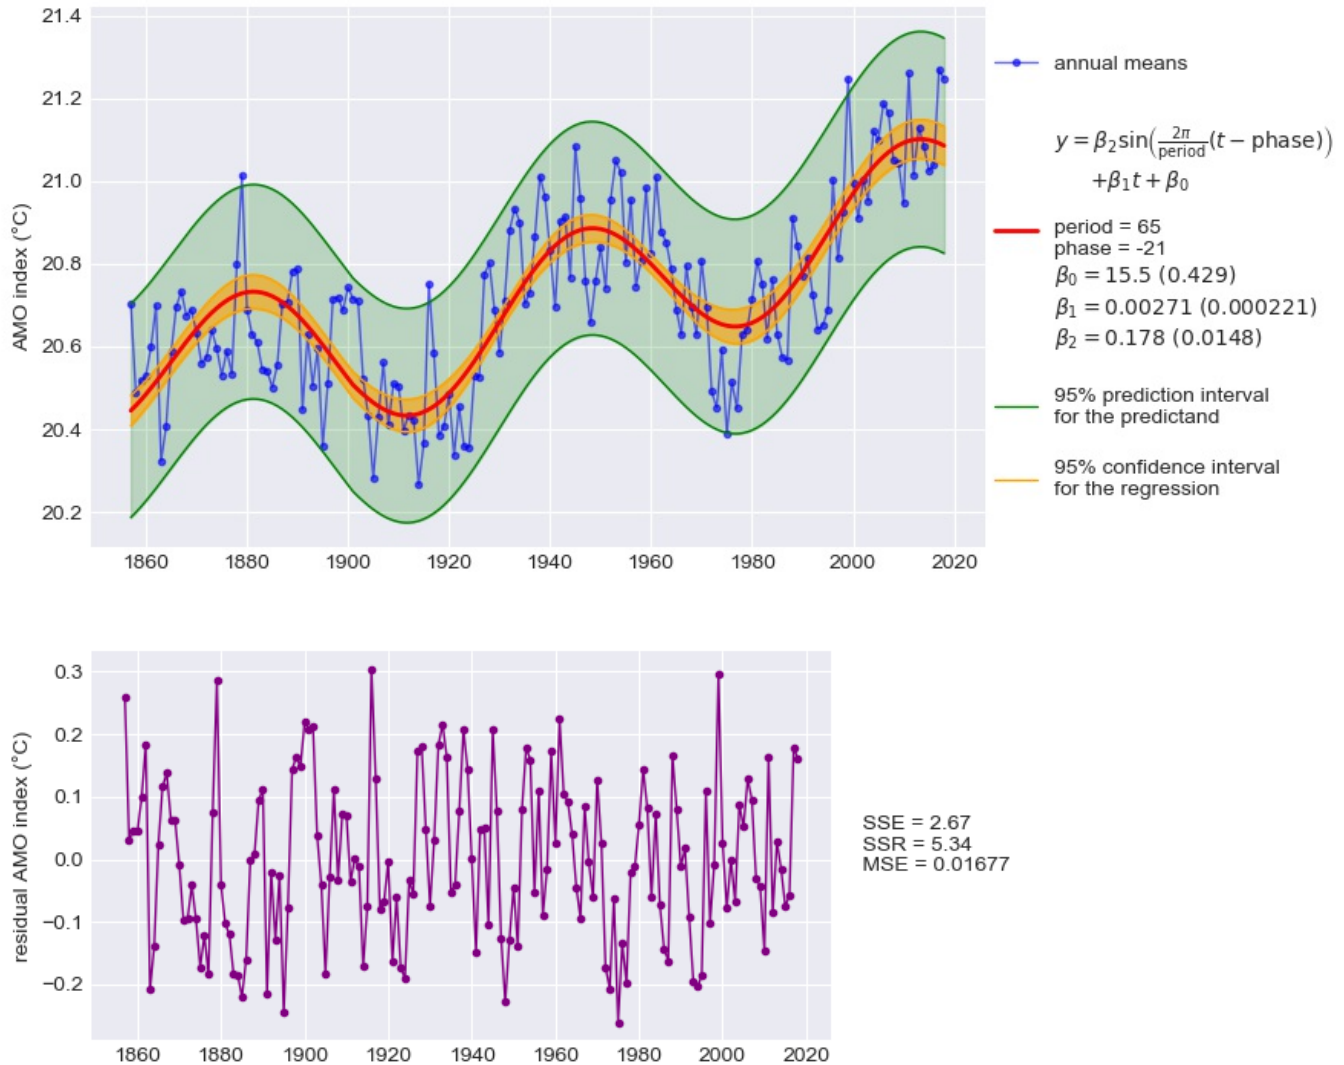 21.4
21.2
21.0
20.8
20.6
20.4
20.2
AMO index (°C)
1860 1880 1900 1920 1940 1960 1980 2000 2020
annual means
y = β₂sin(2π/period (t − phase))
+β₁t + β₀
period = 65
phase = -21
β₀ = 15.5 (0.429)
β₁ = 0.00271 (0.000221)
β₂ = 0.178 (0.0148)
95% prediction interval
for the predictand
95% confidence interval
for the regression
0.3
0.2
0.1
0.0
−0.1
−0.2
residual AMO index (°C)
1860 1880 1900 1920 1940 1960 1980 2000 2020
SSE = 2.67
SSR = 5.34
MSE = 0.01677